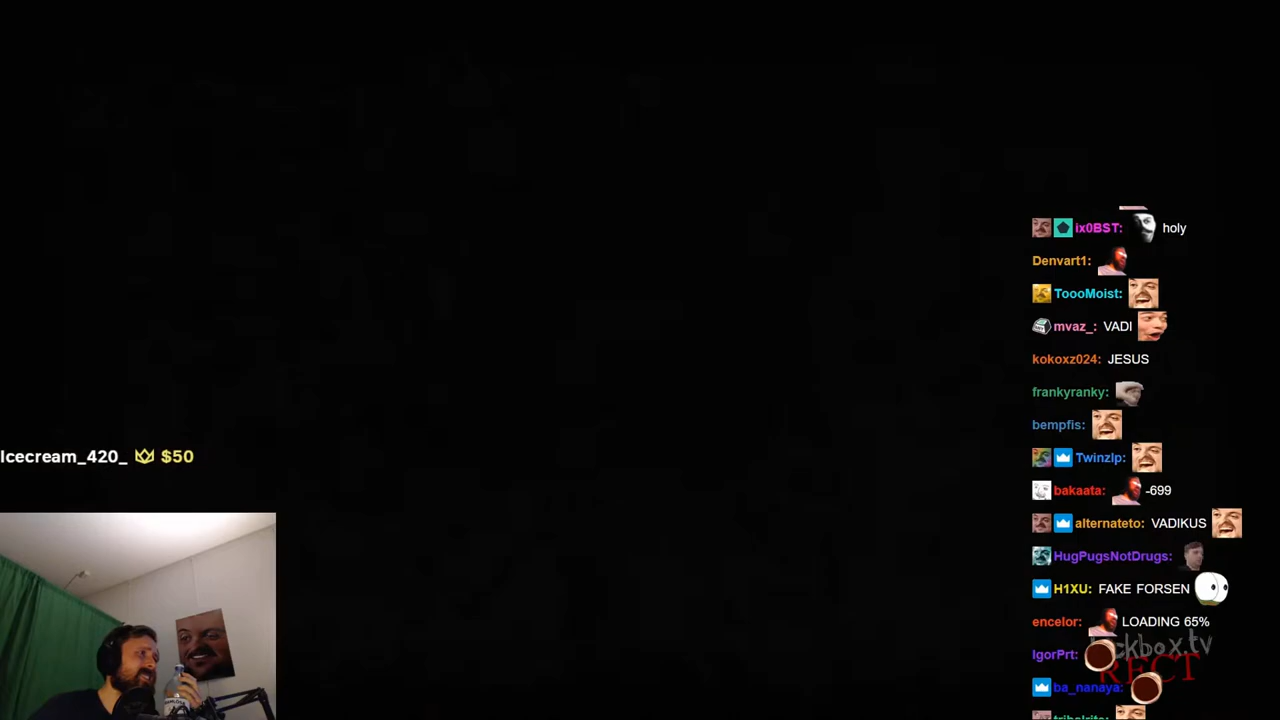 ix0BST: holy
Denvart1:
ToooMoist:
mvaz_: VADI
kokoxz024: JESUS
frankyranky:
bempfis:
Icecream_420_ $50
Twinzlp:
bakaata: -699
alternateto: VADIKUS
HugPugsNotDrugs:
H1XU: FAKE FORSEN
encelor: LOADING 65%
IgorPrt:
ba_nanaya: